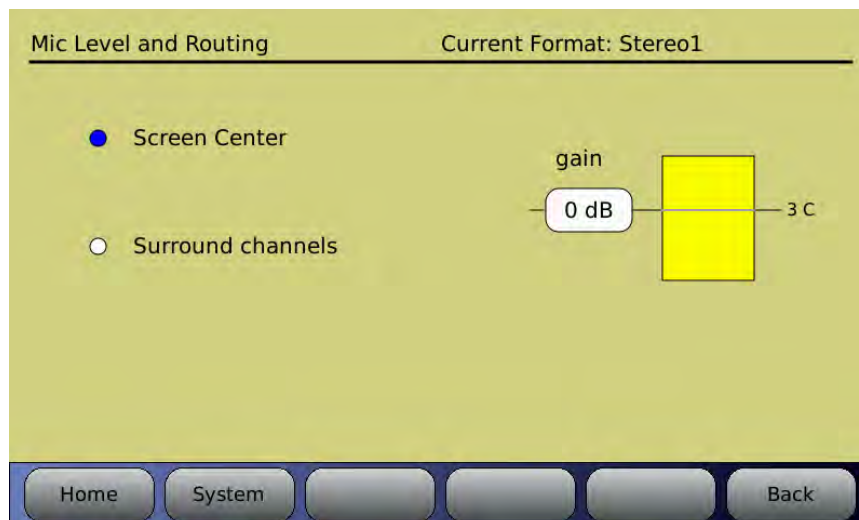 Mic Level and Routing
Current Format: Stereo1
Screen Center
gain
0 dB
3 C
Surround channels
Home
System
Back